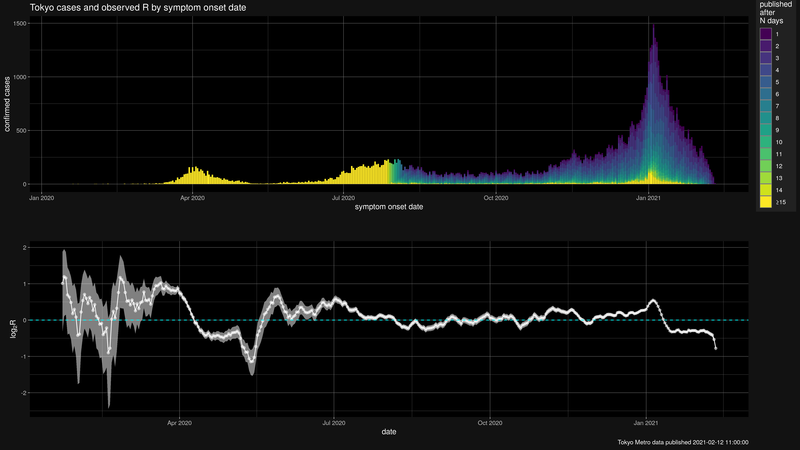 Tokyo cases and observed R by symptom onset date
published
after
N days
1
2
3
4
5
6
7
8
9
10
11
12
13
14
≥15
confirmed cases
1500
1000
500
0
Jan 2020
Apr 2020
Jul 2020
Oct 2020
Jan 2021
symptom onset date
log2R
2
1
0
-1
-2
Apr 2020
Jul 2020
Oct 2020
Jan 2021
date
Tokyo Metro data published 2021-02-12 11:00:00